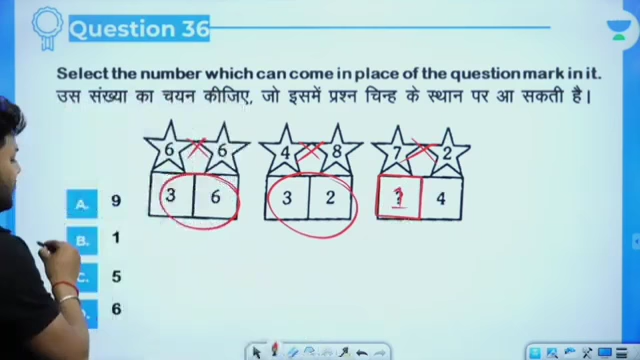 Question 36
Select the number which can come in place of the question mark in it.
उस संख्या का चयन कीजिए, जो इसमें प्रश्न चिन्ह के स्थान पर आ सकती है।
6 × 6 4 × 8 7 × 2
3 6 3 2 ? 4
A. 9
B. 1
C. 5
6